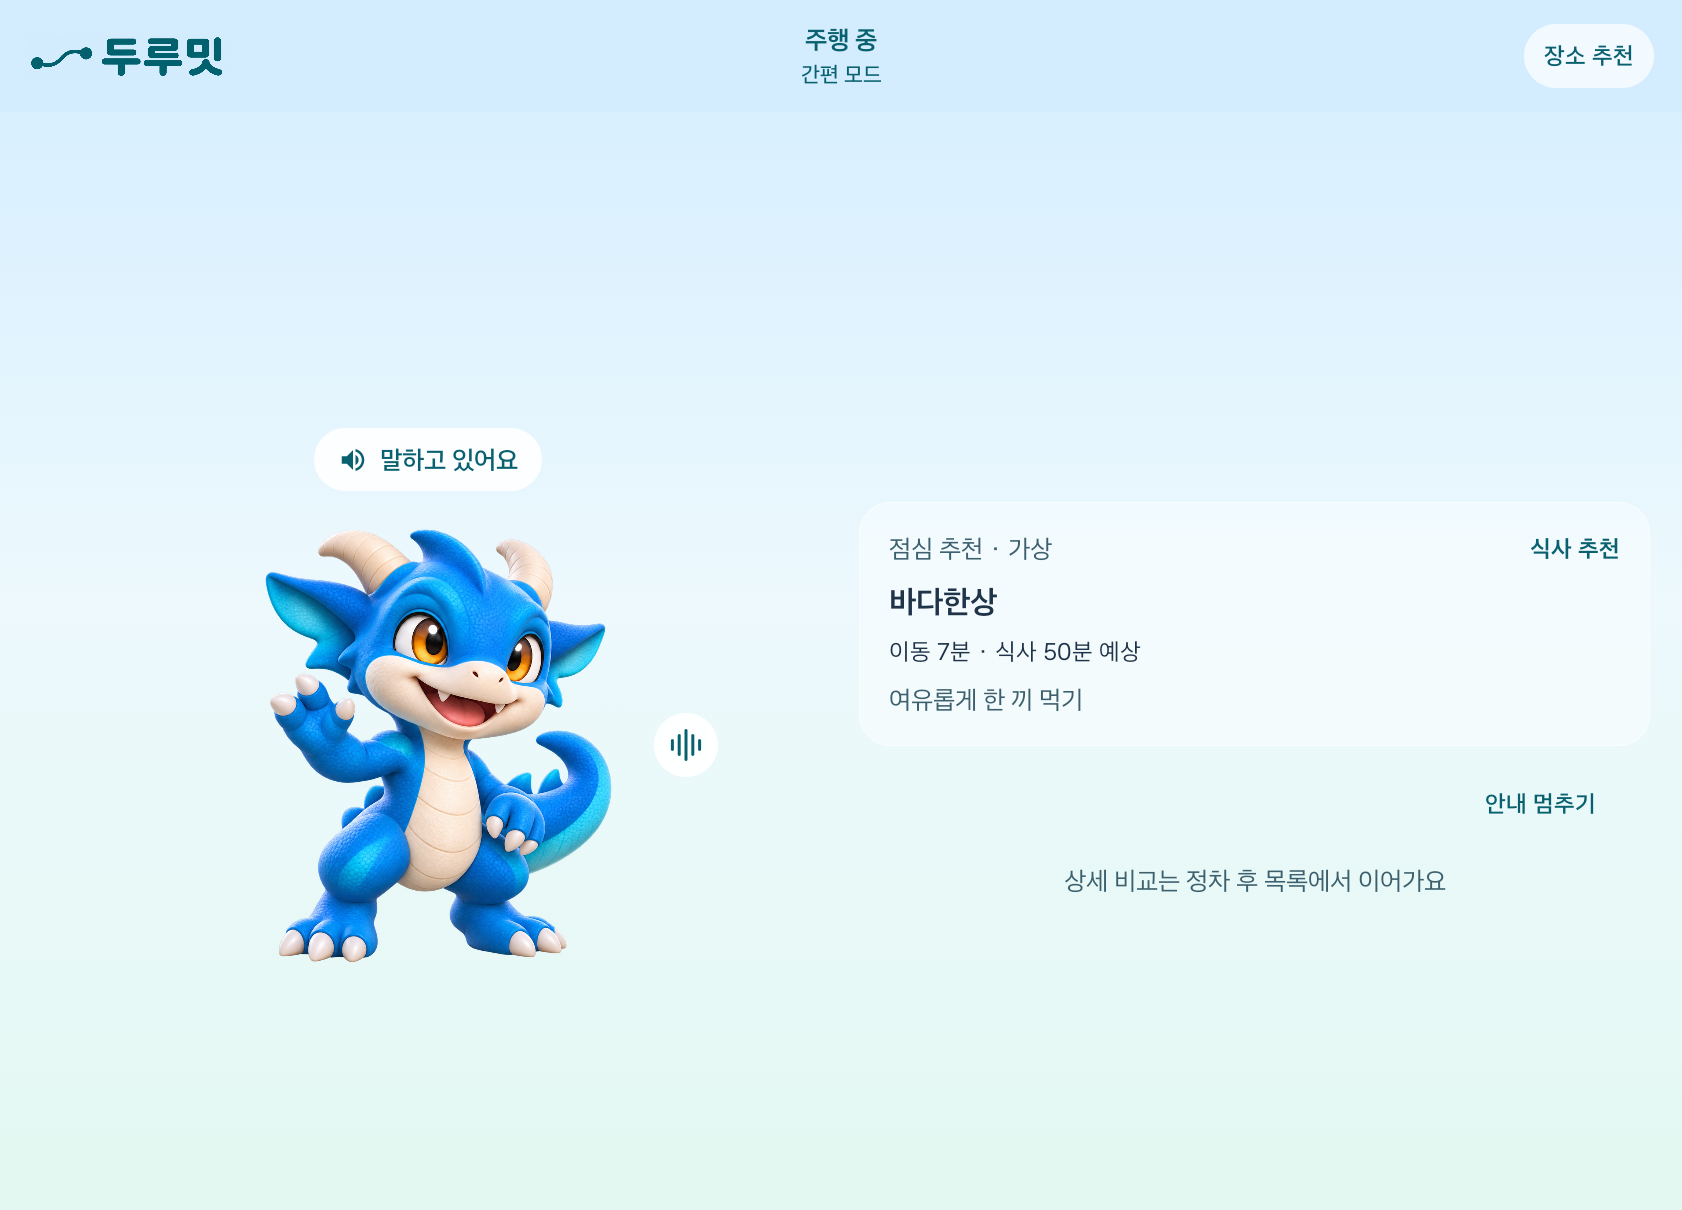 두루밋
주행 중
간편 모드
장소 추천
말하고 있어요
점심 추천 · 가상
식사 추천
바다한상
이동 7분 · 식사 50분 예상
여유롭게 한 끼 먹기
안내 멈추기
상세 비교는 정차 후 목록에서 이어가요